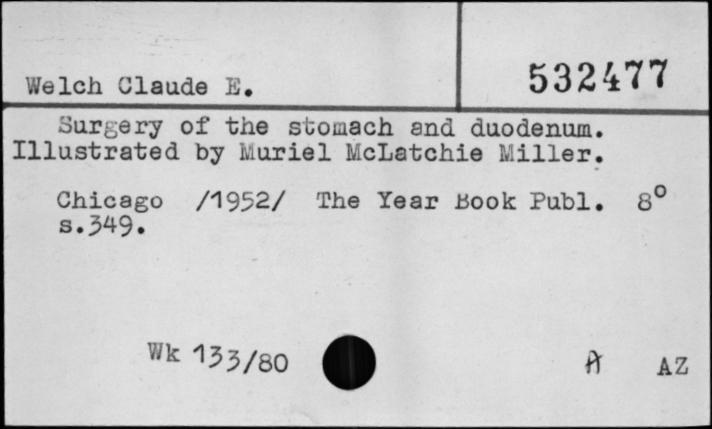 Welch Claude E.
532477
Surgery of the stomach and duodenum.
Illustrated by Muriel McLatchie Miller.
Chicago /1952/ The Year Book Publ. 8°
s.349.
Wk 133/80
A AZ